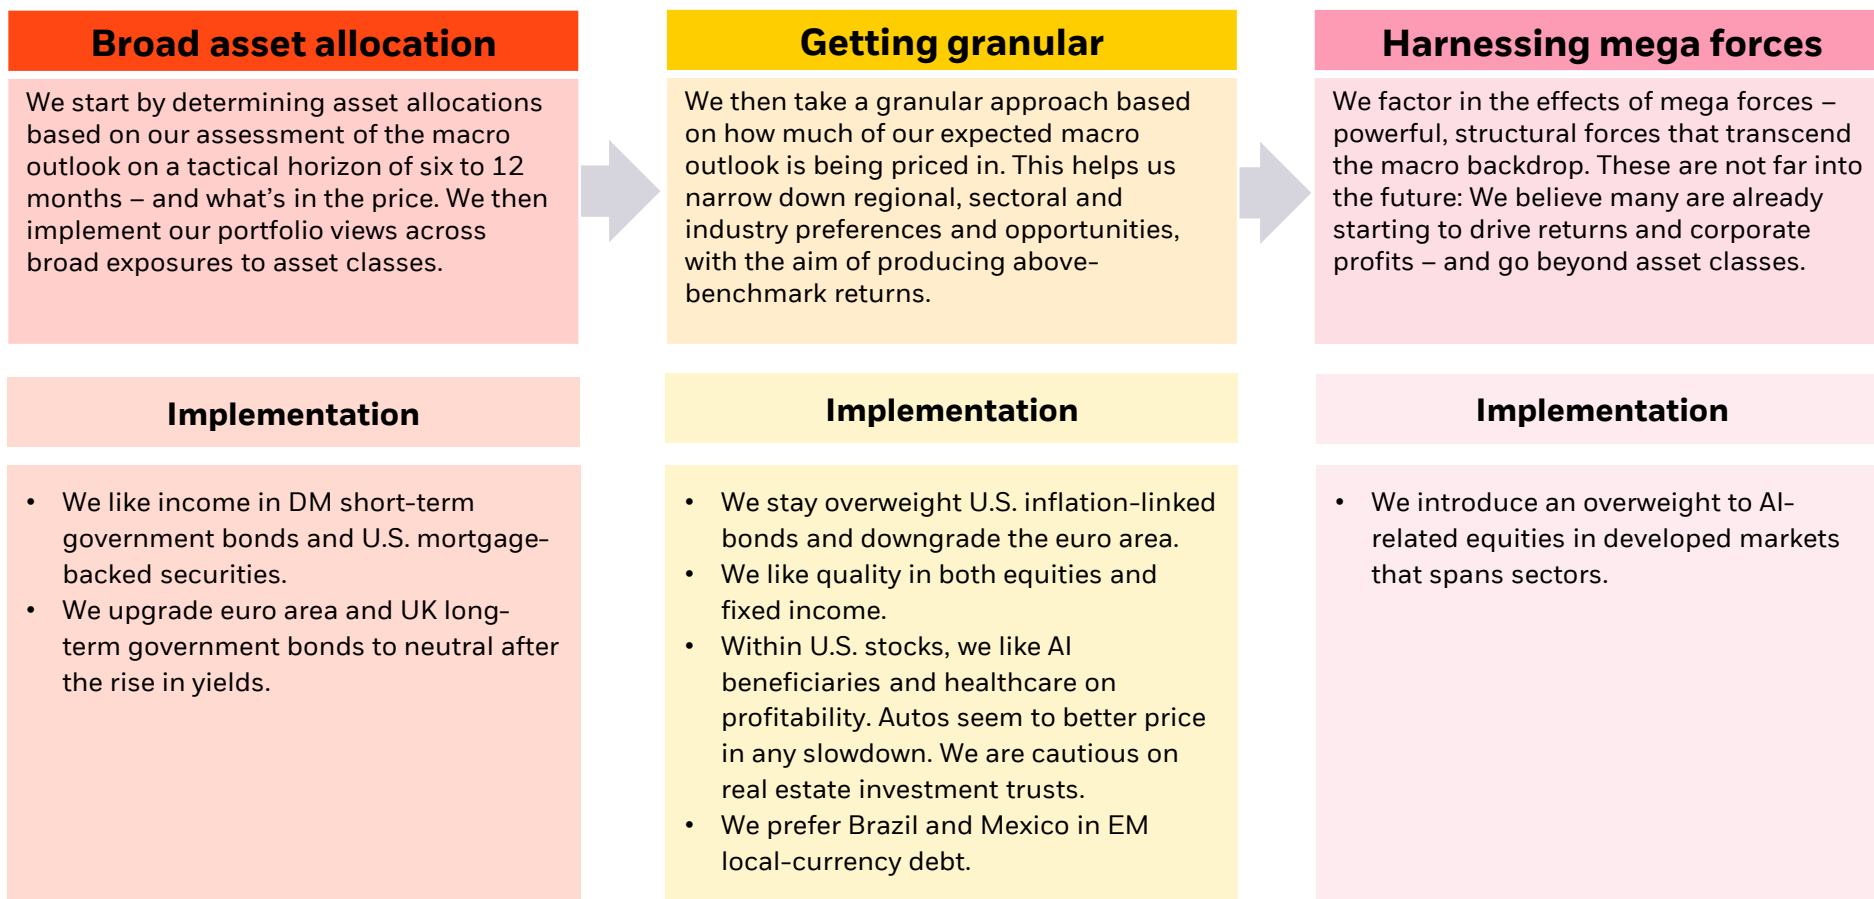 Broad asset allocation
We start by determining asset allocations
based on our assessment of the macro
outlook on a tactical horizon of six to 12
months – and what's in the price. We then
implement our portfolio views across
broad exposures to asset classes.
Implementation
• We like income in DM short-term
government bonds and U.S. mortgage-
backed securities.
• We upgrade euro area and UK long-
term government bonds to neutral after
the rise in yields.
Getting granular
We then take a granular approach based
on how much of our expected macro
outlook is being priced in. This helps us
narrow down regional, sectoral and
industry preferences and opportunities,
with the aim of producing above-
benchmark returns.
Implementation
• We stay overweight U.S. inflation-linked
bonds and downgrade the euro area.
• We like quality in both equities and
fixed income.
• Within U.S. stocks, we like AI
beneficiaries and healthcare on
profitability. Autos seem to better price
in any slowdown. We are cautious on
real estate investment trusts.
• We prefer Brazil and Mexico in EM
local-currency debt.
Harnessing mega forces
We factor in the effects of mega forces –
powerful, structural forces that transcend
the macro backdrop. These are not far into
the future: We believe many are already
starting to drive returns and corporate
profits – and go beyond asset classes.
Implementation
• We introduce an overweight to AI-
related equities in developed markets
that spans sectors.